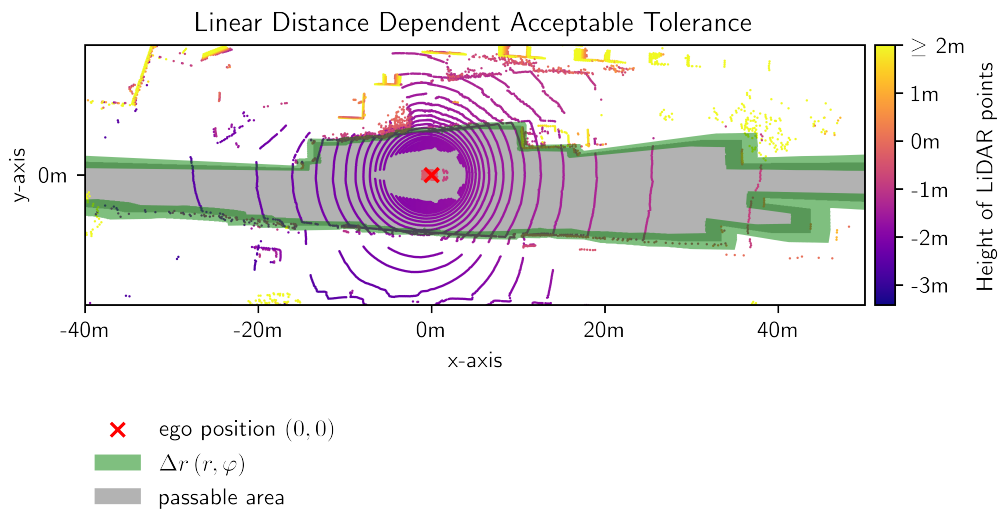 Linear Distance Dependent Acceptable Tolerance
≥ 2m
1m
0m
-1m
-2m
-3m
Height of LiDAR points
y-axis
0m
-40m
-20m
0m
20m
40m
x-axis
ego position (0, 0)
Δr (r, φ)
passable area